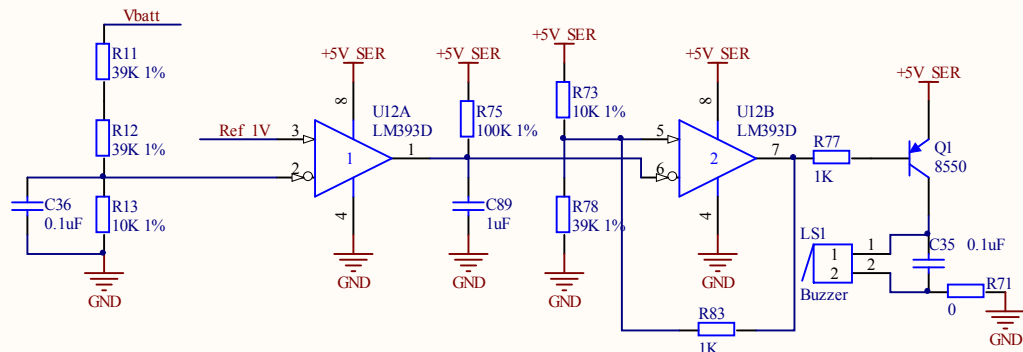 Vbatt
R11
39K 1%
R12
39K 1%
C36
0.1uF
R13
10K 1%
GND
Ref_1V
+5V_SER
8
U12A
LM393D
3
2
1
1
4
GND
+5V_SER
R75
100K 1%
C89
1uF
GND
+5V_SER
R73
10K 1%
R78
39K 1%
GND
+5V_SER
8
U12B
LM393D
5
6
2
7
4
GND
R83
1K
R77
1K
+5V_SER
Q1
8550
LS1
1
2
1
2
Buzzer
C35 0.1uF
R71
0
GND